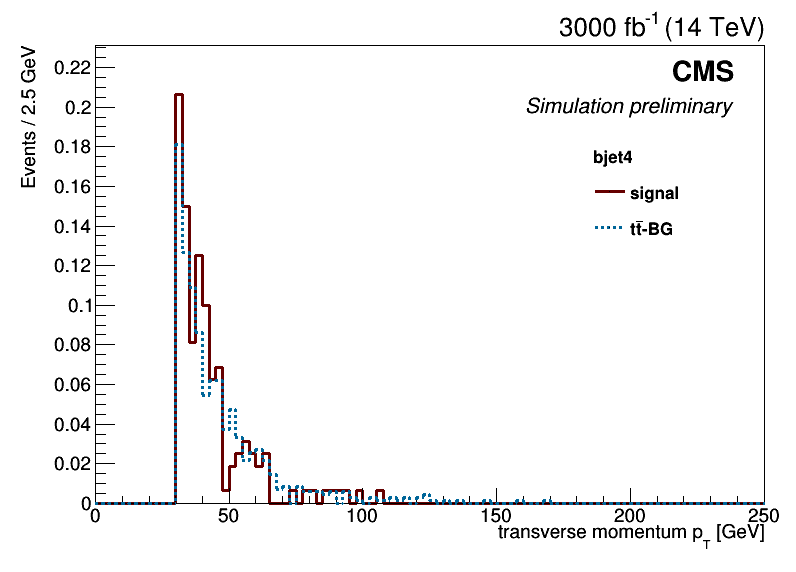 3000 fb⁻¹ (14 TeV)
CMS
Simulation preliminary
bjet4
signal
tt̄-BG
Events / 2.5 GeV
0.22
0.2
0.18
0.16
0.14
0.12
0.1
0.08
0.06
0.04
0.02
0
0 50 100 150 200 250
transverse momentum p_T [GeV]